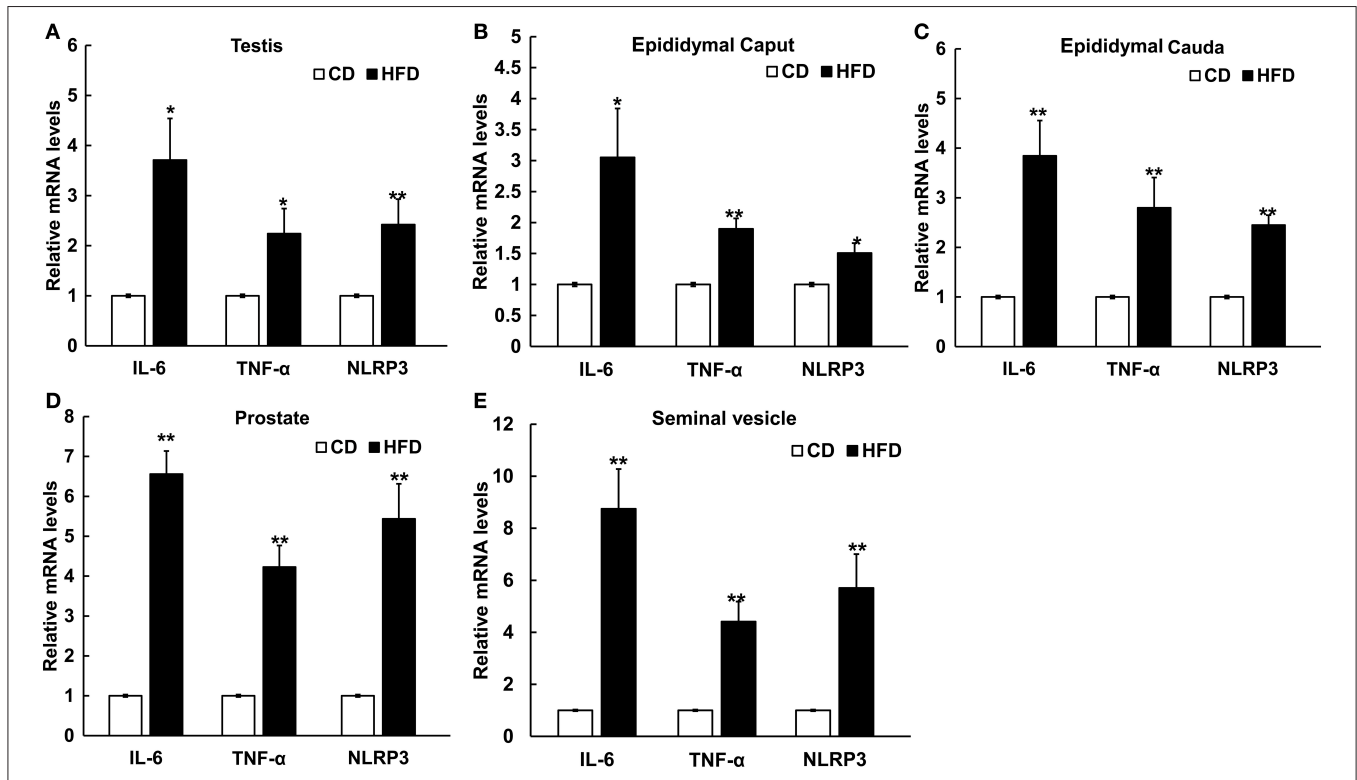 A
Testis
CD HFD
Relative mRNA levels
6
5
4
3
2
1
0
*
*
**
IL-6 TNF-α NLRP3
B
Epididymal Caput
CD HFD
Relative mRNA levels
5
4.5
4
3.5
3
2.5
2
1.5
1
0.5
0
*
**
*
IL-6 TNF-α NLRP3
C
Epididymal Cauda
CD HFD
Relative mRNA levels
6
5
4
3
2
1
0
**
**
**
IL-6 TNF-α NLRP3
D
Prostate
CD HFD
Relative mRNA levels
8
7
6
5
4
3
2
1
0
**
**
**
IL-6 TNF-α NLRP3
E
Seminal vesicle
CD HFD
Relative mRNA levels
12
10
8
6
4
2
0
**
**
**
IL-6 TNF-α NLRP3